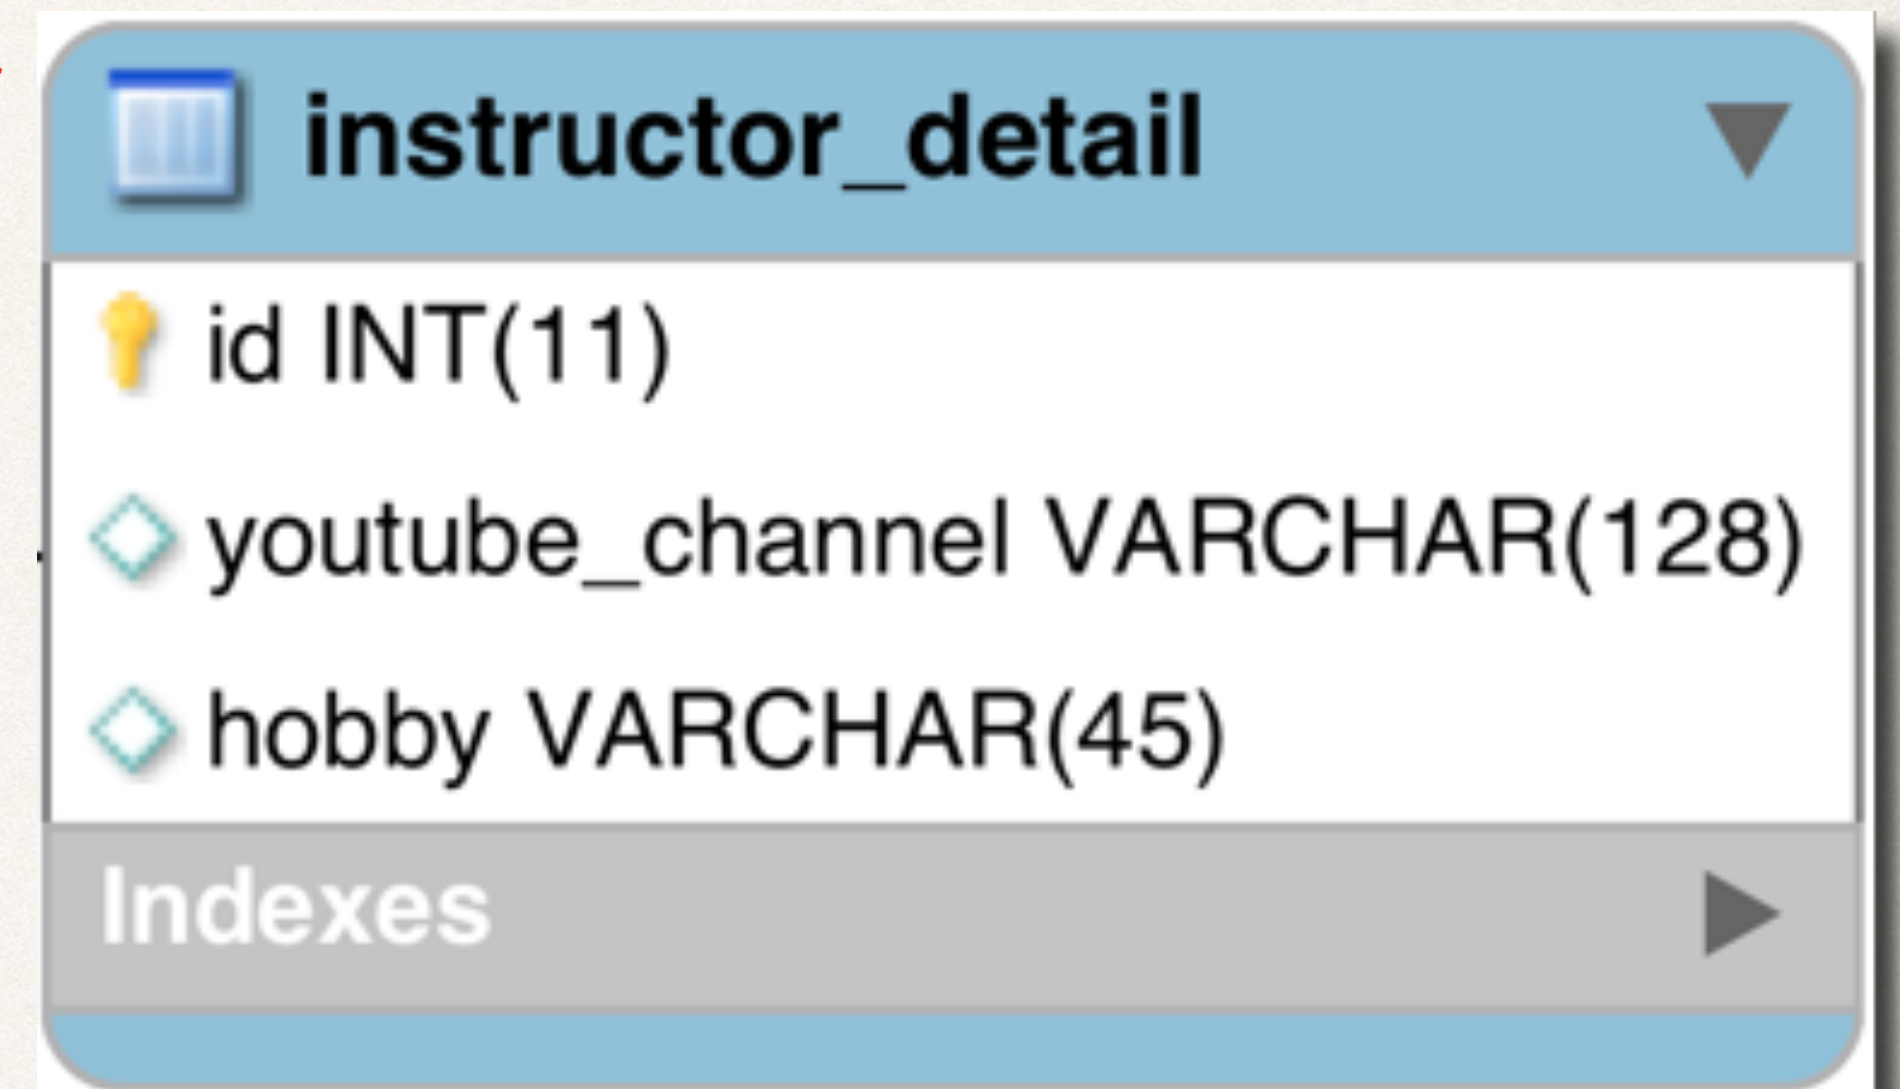 instructor_detail
id INT(11)
youtube_channel VARCHAR(128)
hobby VARCHAR(45)
Indexes